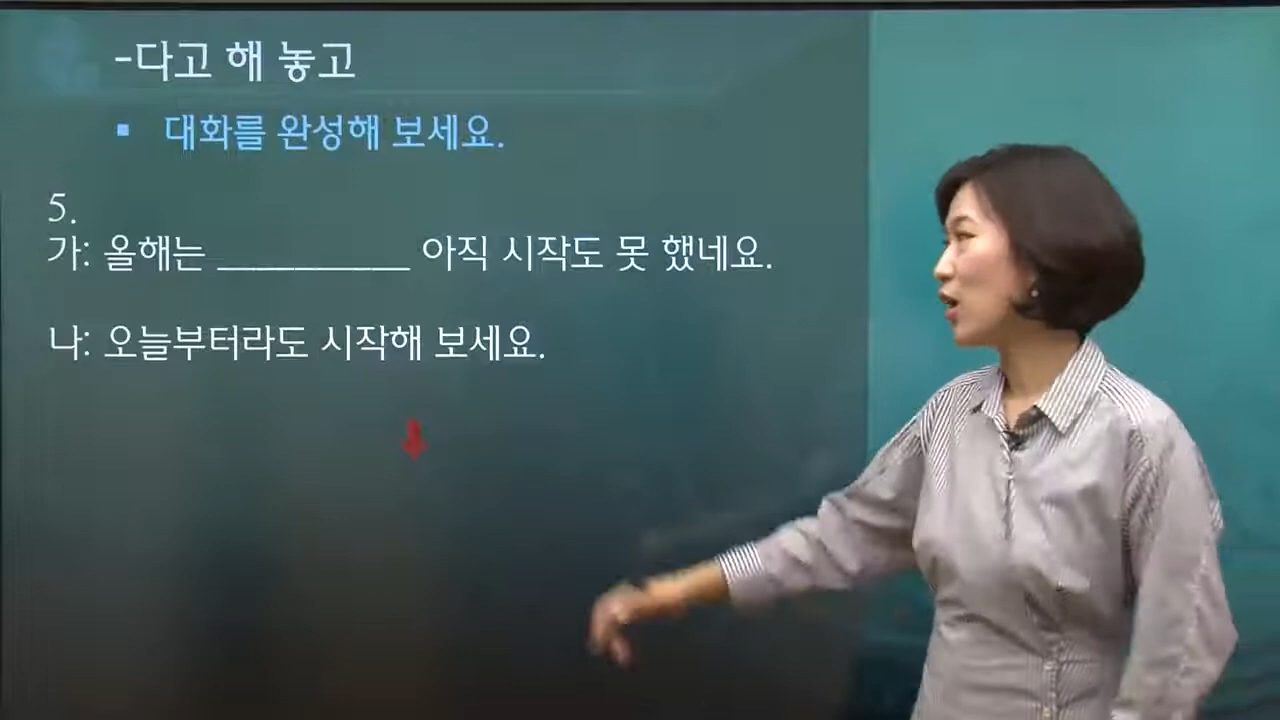 -다고 해 놓고
▪ 대화를 완성해 보세요.
5.
가: 올해는 __________ 아직 시작도 못 했네요.
나: 오늘부터라도 시작해 보세요.